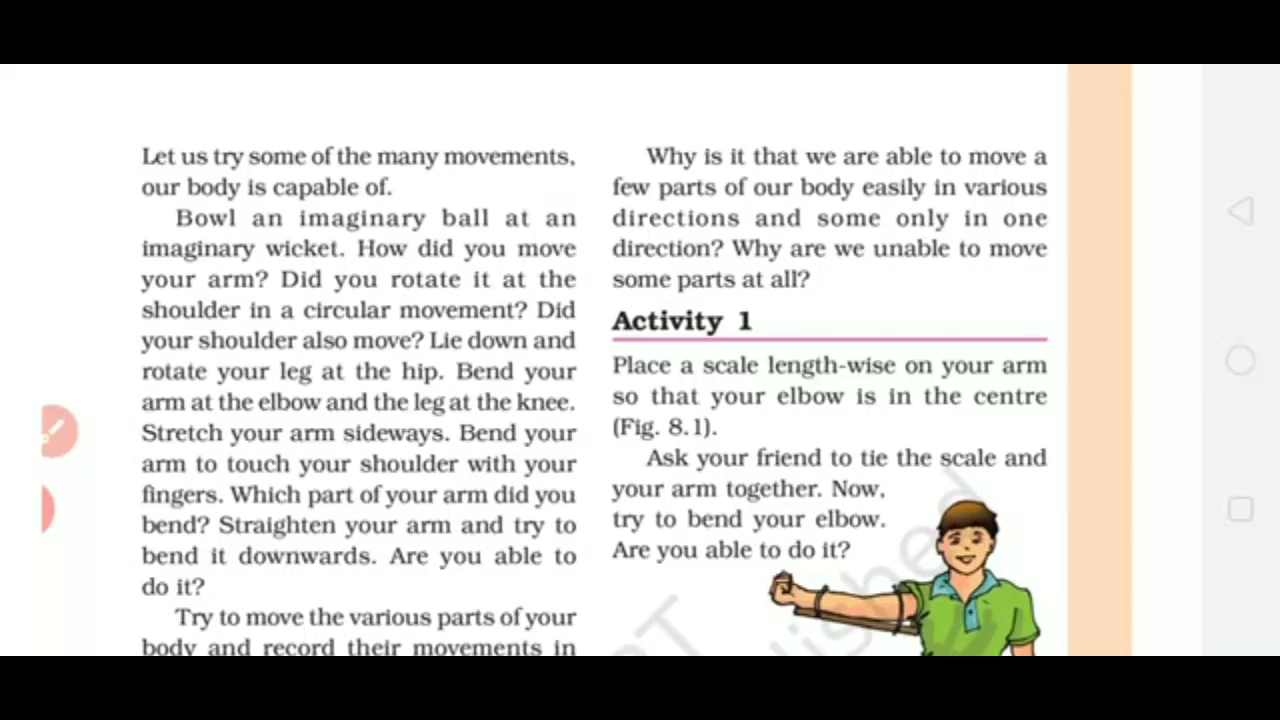 Let us try some of the many movements,
our body is capable of.
Bowl an imaginary ball at an
imaginary wicket. How did you move
your arm? Did you rotate it at the
shoulder in a circular movement? Did
your shoulder also move? Lie down and
rotate your leg at the hip. Bend your
arm at the elbow and the leg at the knee.
Stretch your arm sideways. Bend your
arm to touch your shoulder with your
fingers. Which part of your arm did you
bend? Straighten your arm and try to
bend it downwards. Are you able to
do it?
Try to move the various parts of your
body and record their movements in
Why is it that we are able to move a
few parts of our body easily in various
directions and some only in one
direction? Why are we unable to move
some parts at all?
Activity 1
Place a scale length-wise on your arm
so that your elbow is in the centre
(Fig. 8.1).
Ask your friend to tie the scale and
your arm together. Now,
try to bend your elbow.
Are you able to do it?